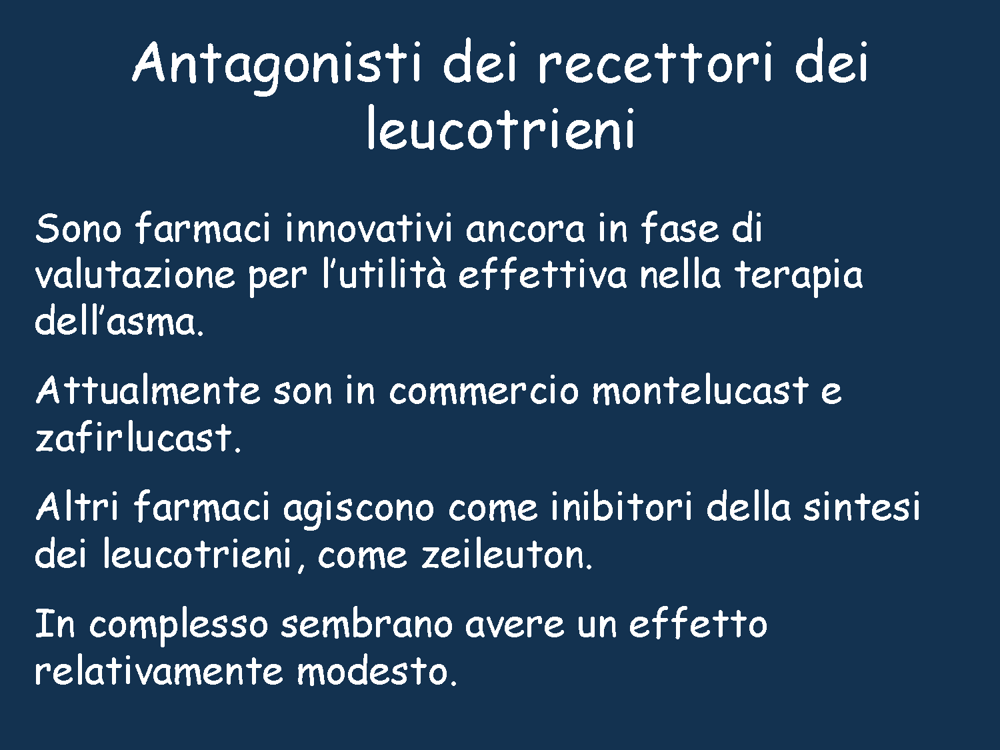 Antagonisti dei recettori dei
leucotrieni
Sono farmaci innovativi ancora in fase di
valutazione per l’utilità effettiva nella terapia
dell’asma.
Attualmente son in commercio montelucast e
zafirlucast.
Altri farmaci agiscono come inibitori della sintesi
dei leucotrieni, come zeileuton.
In complesso sembrano avere un effetto
relativamente modesto.